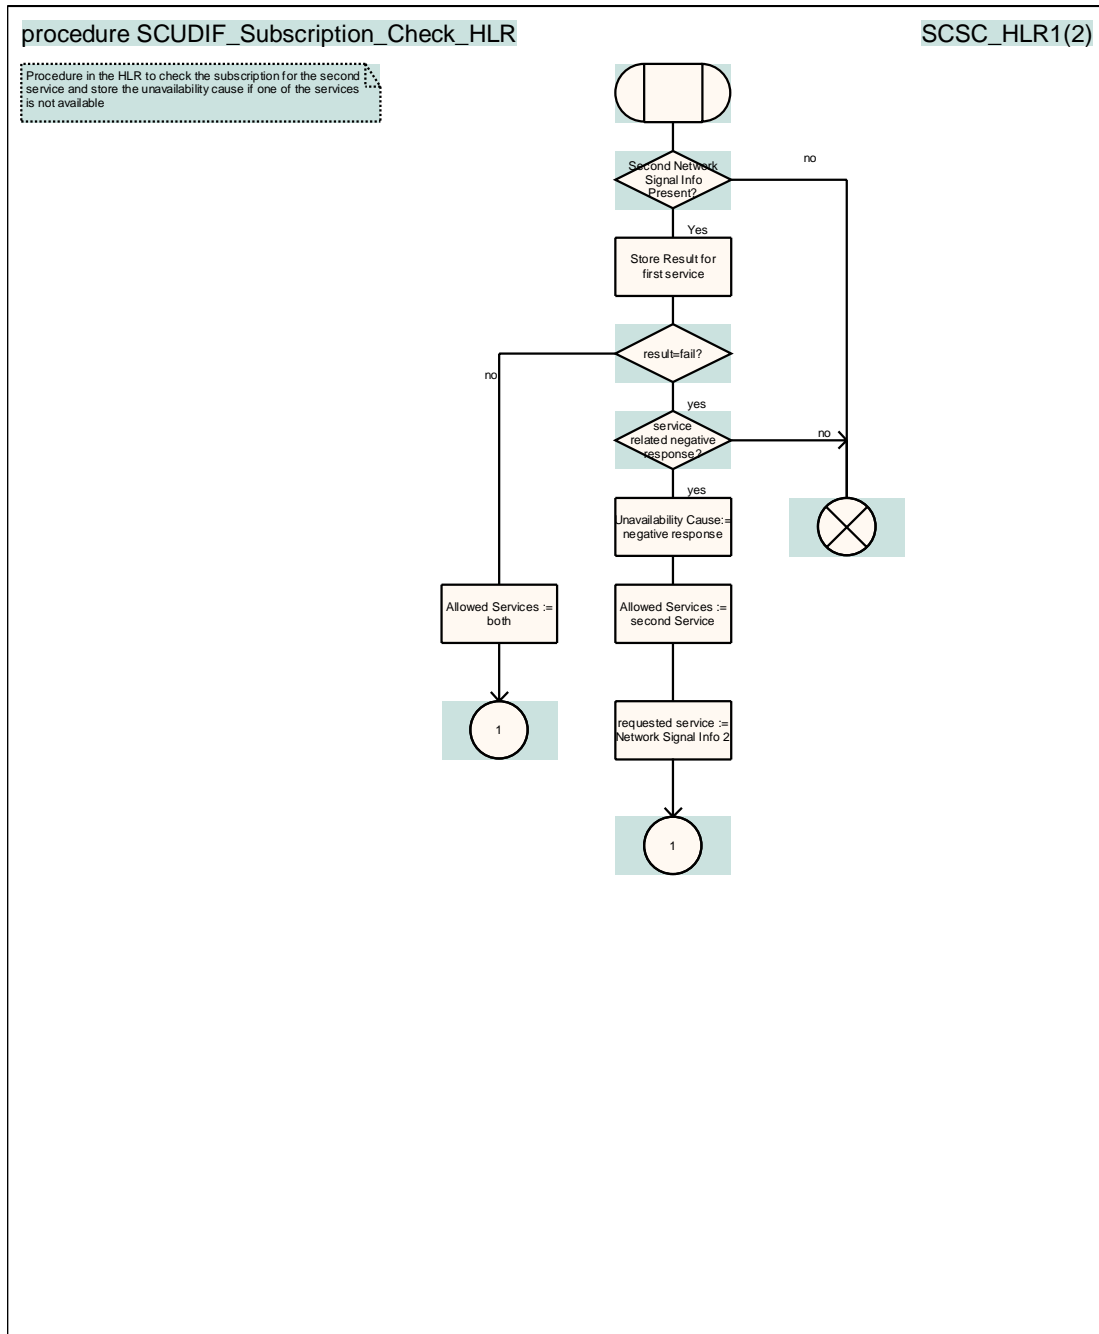 procedure SCUDIF_Subscription_Check_HLR
SCSC_HLR1(2)
Procedure in the HLR to check the subscription for the second
service and store the unavailability cause if one of the services
is not available
Second Network
Signal Info
Present?
no
Yes
Store Result for
first service
result=fail?
no
yes
service
related negative
response?
no
yes
Unavailability Cause:=
negative response
Allowed Services :=
both
Allowed Services :=
second Service
1
requested service :=
Network Signal Info 2
1